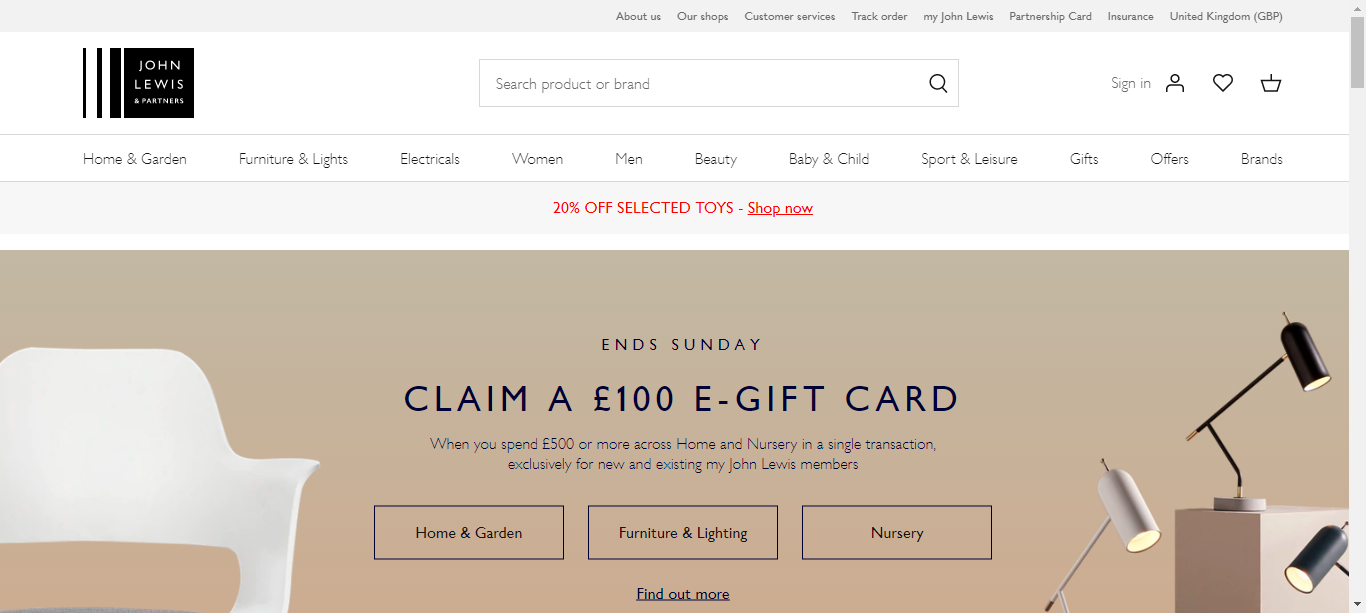 About us Our shops Customer services Track order my John Lewis Partnership Card Insurance United Kingdom (GBP)
JOHN
LEWIS
& PARTNERS
Search product or brand
Sign in
Home & Garden Furniture & Lights Electricals Women Men Beauty Baby & Child Sport & Leisure Gifts Offers Brands
20% OFF SELECTED TOYS - Shop now
ENDS SUNDAY
CLAIM A £100 E-GIFT CARD
When you spend £500 or more across Home and Nursery in a single transaction,
exclusively for new and existing my John Lewis members
Home & Garden Furniture & Lighting Nursery
Find out more